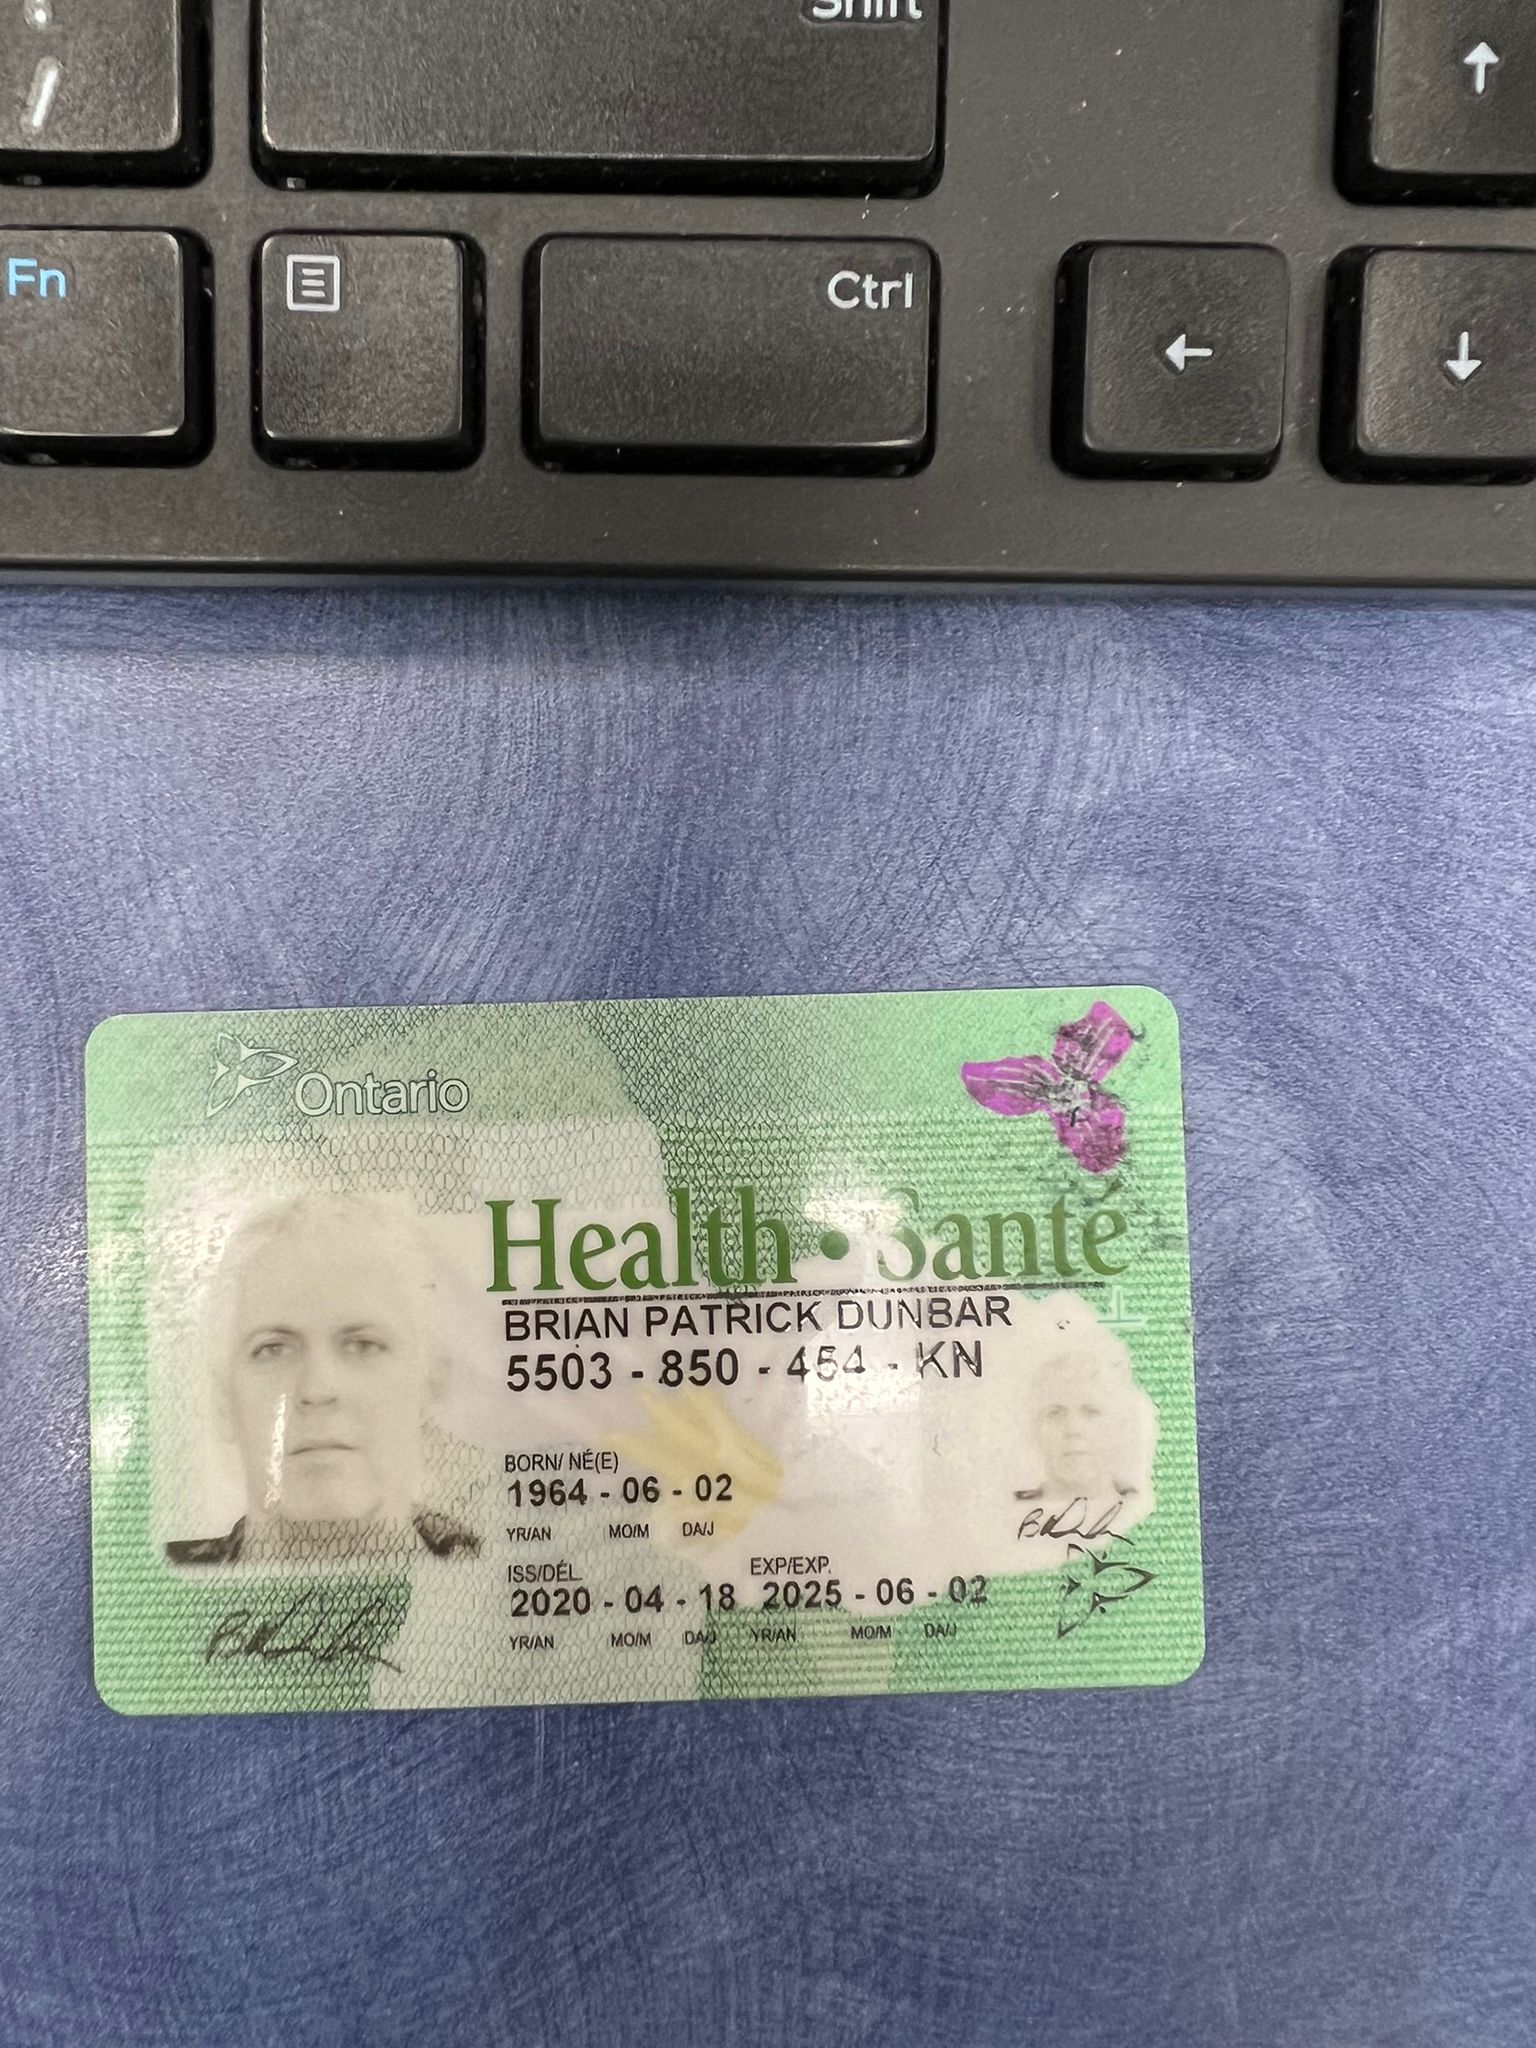 Shift
/
Fn
Ctrl
←
↑
↓
Ontario
Health • Santé
BRIAN PATRICK DUNBAR
5503 - 850 - 464 - KN
BORN/ NÉ(E)
1964 - 06 - 02
YR/AN MO/M DA/J
ISS/DÉL. EXP/EXP.
2020 - 04 - 18 2025 - 06 - 02
YR/AN MO/M DA/J YR/AN MO/M DA/J